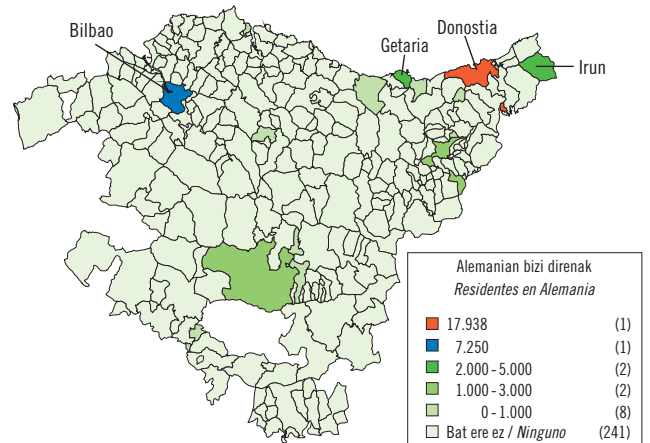 Bilbao
Donostia
Getaria
Irun
Alemanian bizi direnak
Residentes en Alemania
17.938 (1)
7.250 (1)
2.000 - 5.000 (2)
1.000 - 3.000 (2)
0 - 1.000 (8)
Bat ere ez / Ninguno (241)